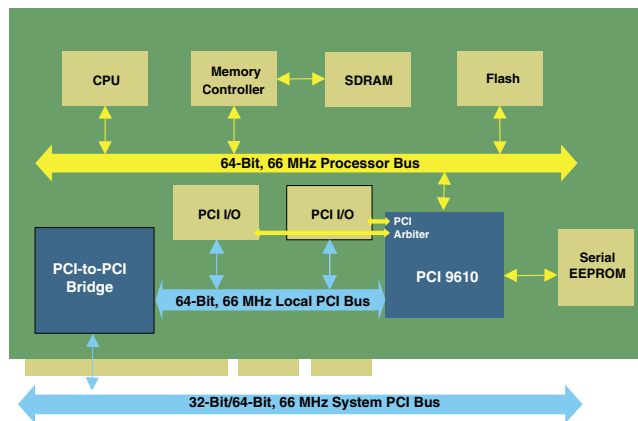 CPU
Memory
Controller
SDRAM
Flash
64-Bit, 66 MHz Processor Bus
PCI I/O
PCI I/O
PCI
Arbiter
PCI-to-PCI
Bridge
PCI 9610
Serial
EEPROM
64-Bit, 66 MHz Local PCI Bus
32-Bit/64-Bit, 66 MHz System PCI Bus